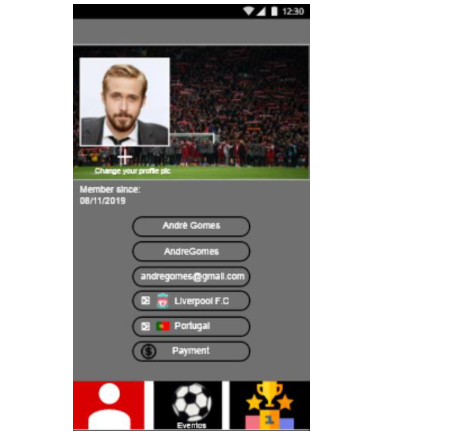 12:30
Change your profile pic
Member since:
08/11/2019
André Gomes
AndreGomes
andregomes@gmail.com
Liverpool F.C
Portugal
Payment
Eventos
1